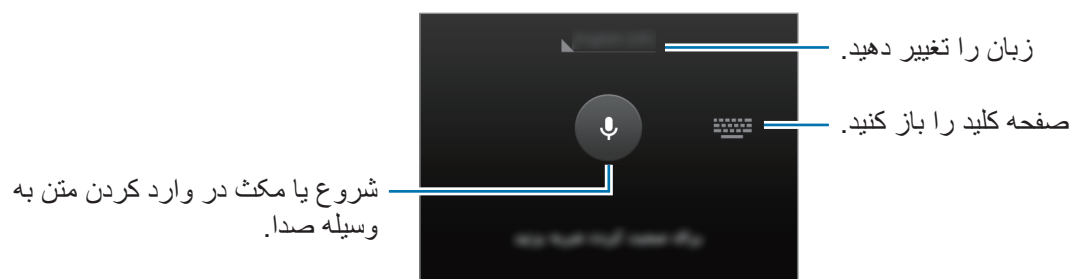 زبان را تغییر دهید.
صفحه کلید را باز کنید.
شروع یا مکث در وارد کردن متن به
وسیله صدا.